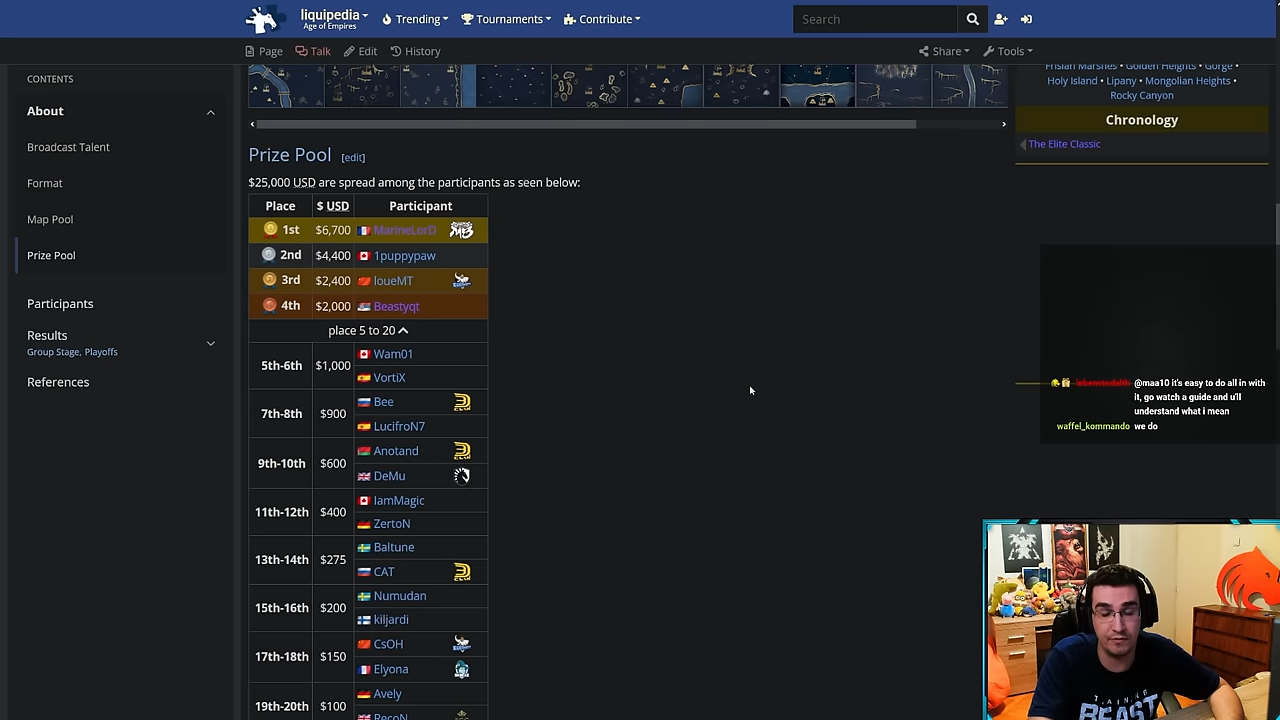 liquipedia
Age of Empires
Trending
Tournaments
Contribute
Search
Page
Talk
Edit
History
Share
Tools
CONTENTS
About
Broadcast Talent
Format
Map Pool
Prize Pool
Participants
Results
Group Stage, Playoffs
References
Frisian Marshes • Golden Heights • Gorge •
Holy Island • Lipany • Mongolian Heights •
Rocky Canyon
Chronology
The Elite Classic
Prize Pool [edit]
$25,000 USD are spread among the participants as seen below:
Place $ USD Participant
1st $6,700 MarineLorD
2nd $4,400 1puppypaw
3rd $2,400 loueMT
4th $2,000 Beastyqt
place 5 to 20
5th-6th $1,000 Wam01
VortiX
7th-8th $900 Bee
LucifroN7
9th-10th $600 Anotand
DeMu
11th-12th $400 IamMagic
ZertoN
13th-14th $275 Baltune
CAT
15th-16th $200 Numudan
kiljardi
17th-18th $150 CsOH
Elyona
19th-20th $100 Avely
RecoN
@maa10 it's easy to do all in with
it, go watch a guide and u'll
understand what i mean
waffel_kommando we do
BEAST